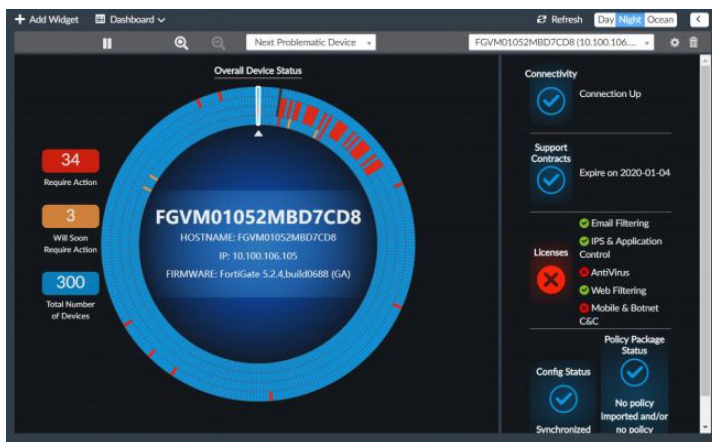 Add Widget
Dashboard
Refresh
Day Night Ocean
Next Problematic Device
FGVM01052MBD7CD8 (10.100.106....
Overall Device Status
34
Require Action
3
Will Soon
Require Action
300
Total Number
of Devices
FGVM01052MBD7CD8
HOSTNAME: FGVM01052MBD7CD8
IP: 10.100.106.105
FIRMWARE: FortiGate 5.2.4,build0688 (GA)
Connectivity
Connection Up
Support
Contracts
Expire on 2020-01-04
Licenses
Email Filtering
IPS & Application
Control
AntiVirus
Web Filtering
Mobile & Botnet
C&C
Config Status
Synchronized
Policy Package
Status
No policy
imported and/or
no policy